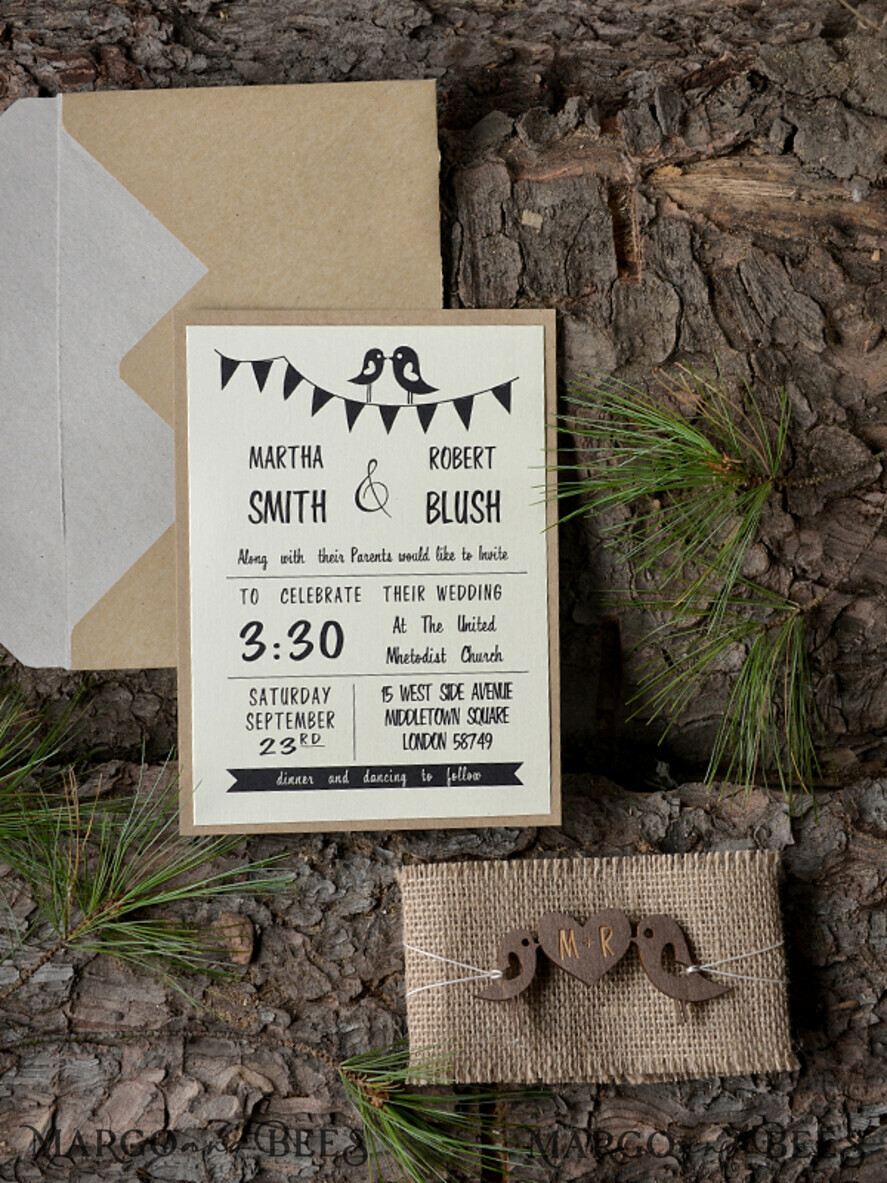 MARTHA ROBERT
SMITH & BLUSH
Along with their Parents would like to Invite
TO CELEBRATE THEIR WEDDING
3:30
At The United
Mhetodist Church
SATURDAY
SEPTEMBER
23RD
15 WEST SIDE AVENUE
MIDDLETOWN SQUARE
LONDON 58749
dinner and dancing to follow
M+R
MARGO and BEES MARGO and BEES